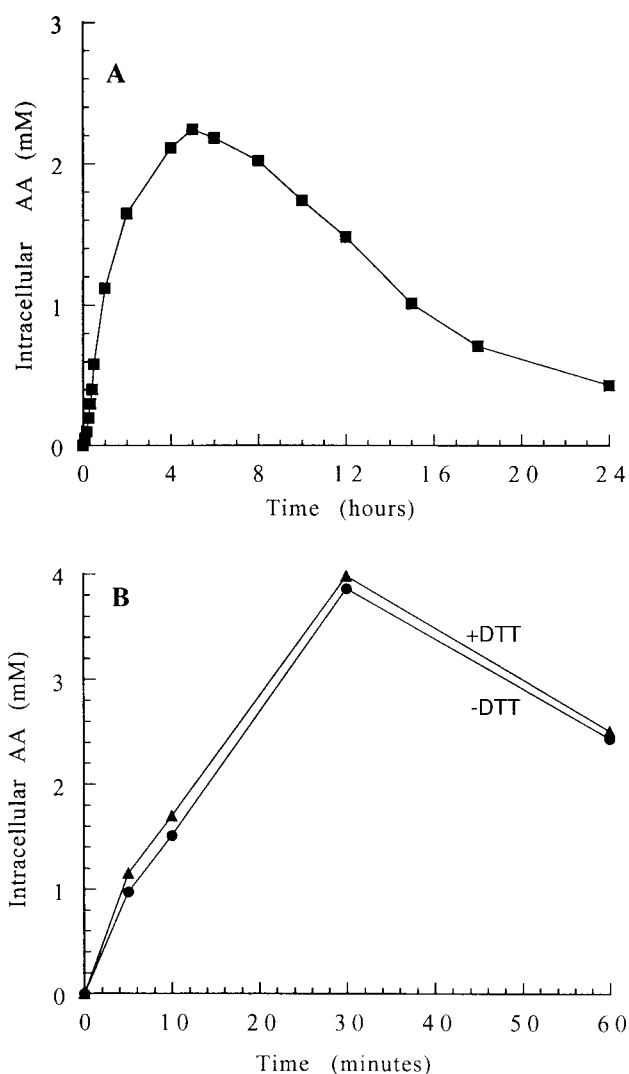 3
A
2
1
0
Intracellular AA (mM)
0 4 8 12 16 20 24
Time (hours)
4
B
3
2
1
0
Intracellular AA (mM)
+DTT
-DTT
0 10 20 30 40 50 60
Time (minutes)